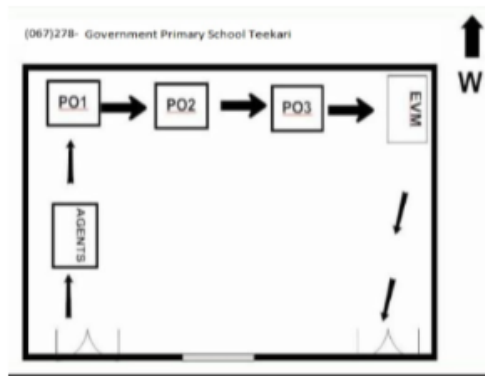 (067)278- Government Primary School Teekari
W
PO1
PO2
PO3
EVM
AGENTS